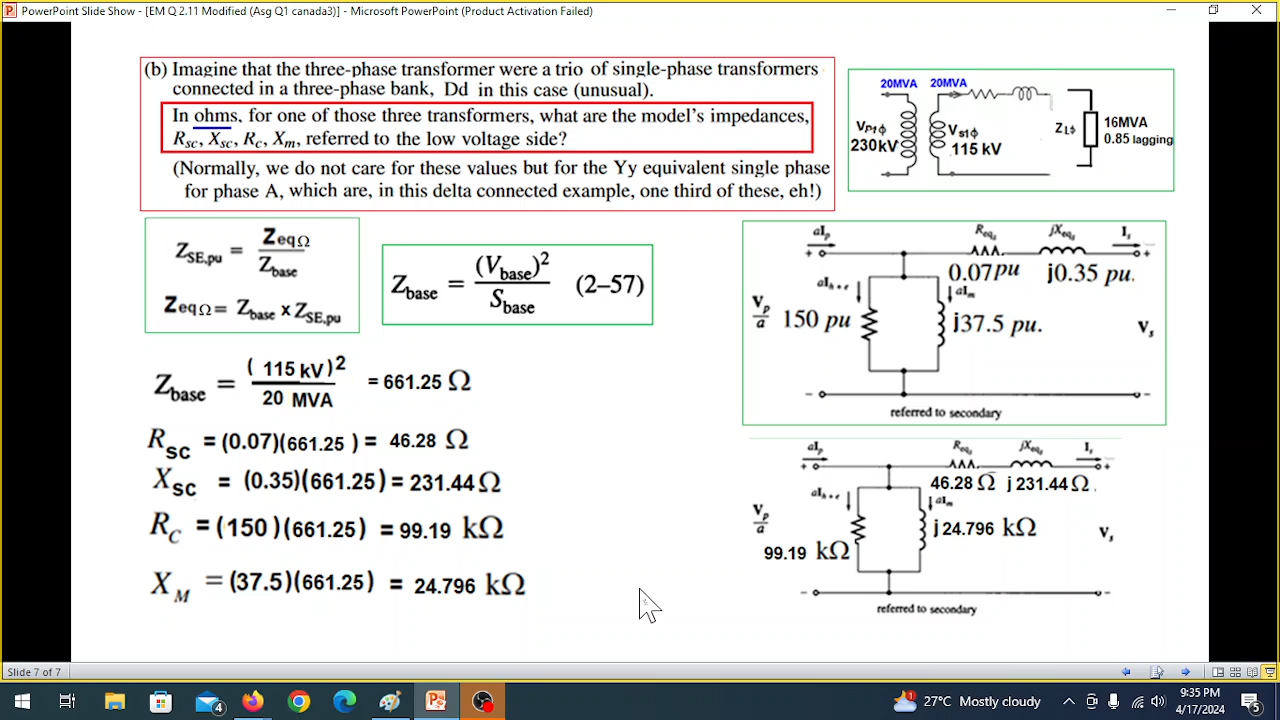 PowerPoint Slide Show - [EM Q 2.11 Modified (Asg Q1 canada3)] - Microsoft PowerPoint (Product Activation Failed)
(b) Imagine that the three-phase transformer were a trio of single-phase transformers
connected in a three-phase bank, Dd in this case (unusual).
In ohms, for one of those three transformers, what are the model's impedances,
Rsc, Xsc, Rc, Xm, referred to the low voltage side?
(Normally, we do not care for these values but for the Yy equivalent single phase
for phase A, which are, in this delta connected example, one third of these, eh!)
20MVA 20MVA
VP1ϕ
230kV
Vs1ϕ
115 kV
ZLϕ
16MVA
0.85 lagging
ZSE,pu = ZeqΩ / Zbase
ZeqΩ = Zbase x ZSE,pu
Zbase = (Vbase)² / Sbase (2–57)
aIp Reqs jXeqs Is
+ +
0.07pu j0.35 pu.
aIh+e aIm
Vp/a 150 pu j37.5 pu. Vs
- -
referred to secondary
Zbase = (115 kV)² / 20 MVA = 661.25 Ω
Rsc = (0.07)(661.25) = 46.28 Ω
Xsc = (0.35)(661.25) = 231.44 Ω
RC = (150)(661.25) = 99.19 kΩ
XM = (37.5)(661.25) = 24.796 kΩ
aIp Reqs jXeqs Is
+ +
46.28 Ω j 231.44 Ω .
aIh+e aIm
Vp/a j 24.796 kΩ Vs
99.19 kΩ
- -
referred to secondary
Slide 7 of 7
4
27°C Mostly cloudy
9:35 PM
4/17/2024
5